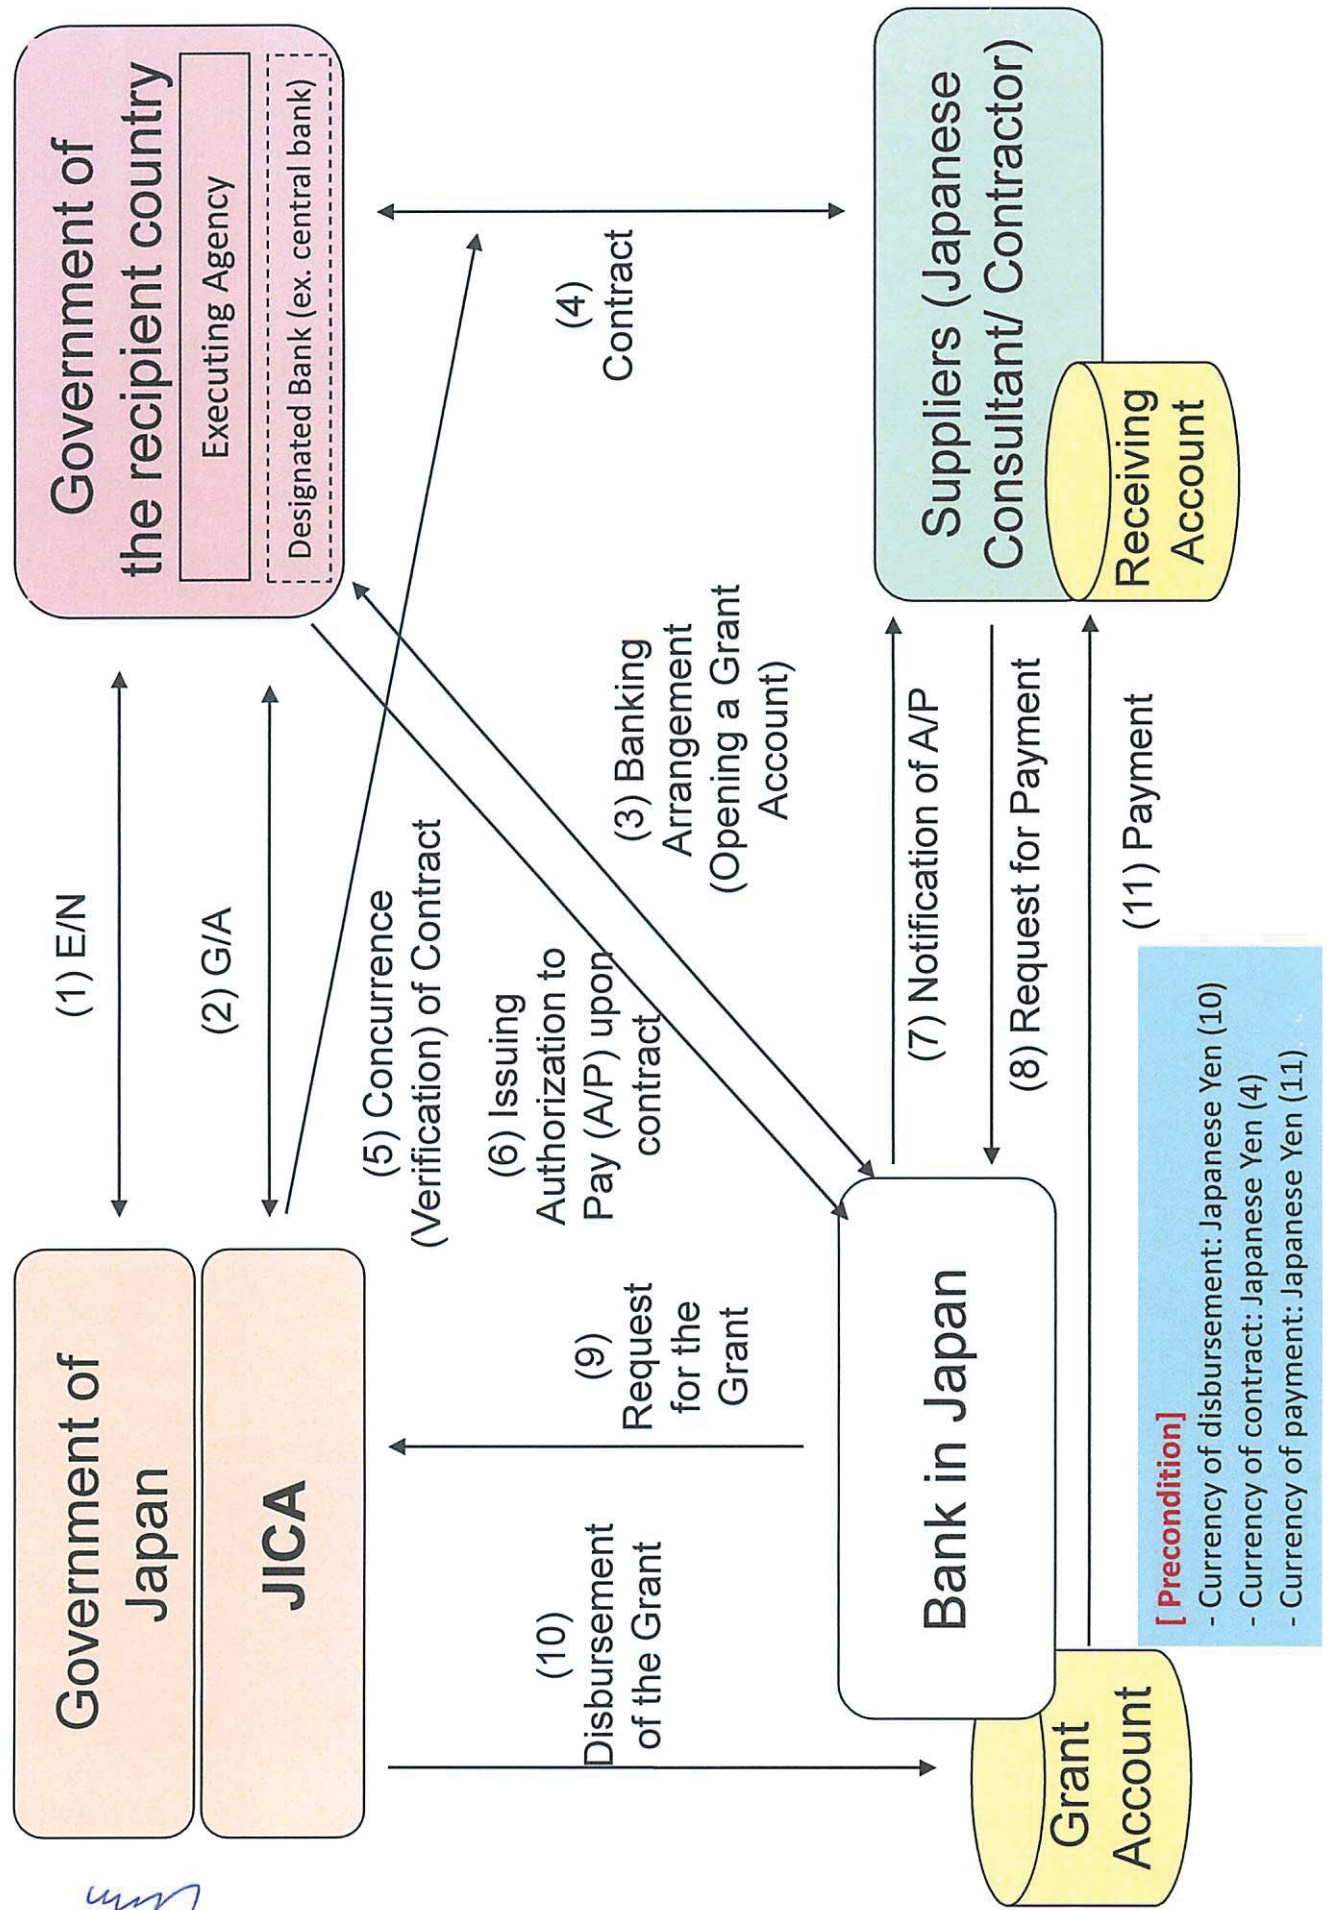 Government of
Japan
JICA
(1) E/N
(2) G/A
Government of
the recipient country
Executing Agency
Designated Bank (ex. central bank)
(5) Concurrence
(Verification) of Contract
(6) Issuing
Authorization to
Pay (A/P) upon
contract
(3) Banking
Arrangement
(Opening a Grant
Account)
(4)
Contract
(9)
Request
for the
Grant
(10)
Disbursement
of the Grant
Bank in Japan
Grant
Account
(7) Notification of A/P
(8) Request for Payment
(11) Payment
Suppliers (Japanese
Consultant/ Contractor)
Receiving
Account
[ Precondition]
- Currency of disbursement: Japanese Yen (10)
- Currency of contract: Japanese Yen (4)
- Currency of payment: Japanese Yen (11)